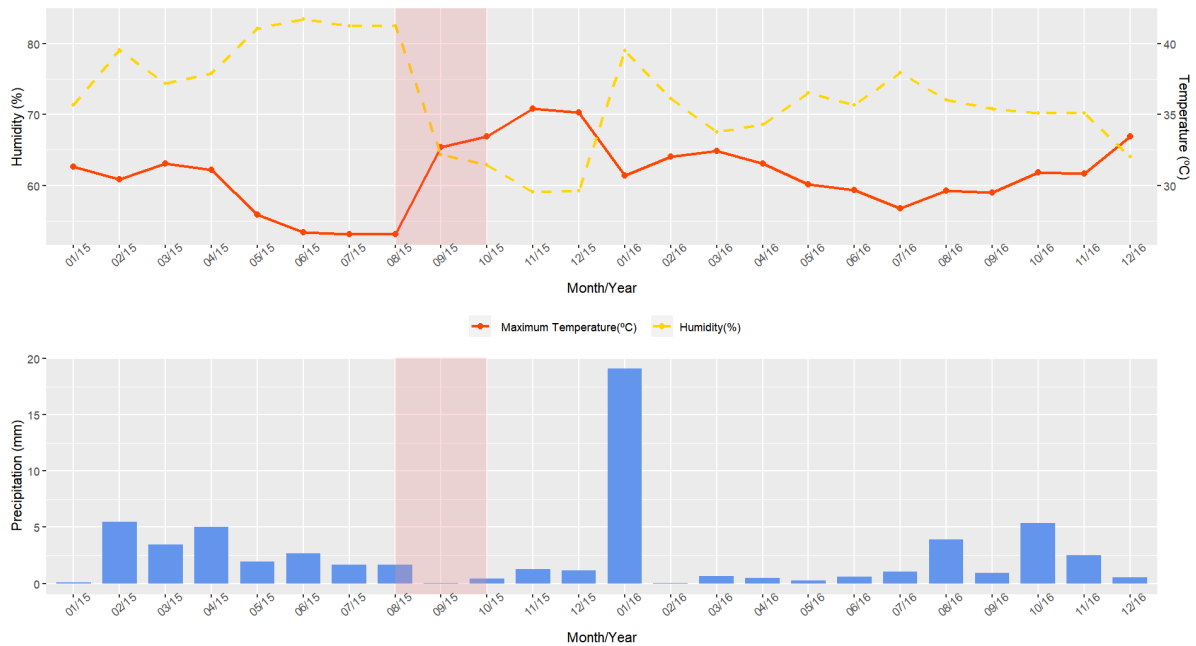 Humidity (%)
80
70
60
40
35
30
Temperature (ºC)
01/15 02/15 03/15 04/15 05/15 06/15 07/15 08/15 09/15 10/15 11/15 12/15 01/16 02/16 03/16 04/16 05/16 06/16 07/16 08/16 09/16 10/16 11/16 12/16
Month/Year
Maximum Temperature(ºC) Humidity(%)
Precipitation (mm)
20
15
10
5
0
01/15 02/15 03/15 04/15 05/15 06/15 07/15 08/15 09/15 10/15 11/15 12/15 01/16 02/16 03/16 04/16 05/16 06/16 07/16 08/16 09/16 10/16 11/16 12/16
Month/Year